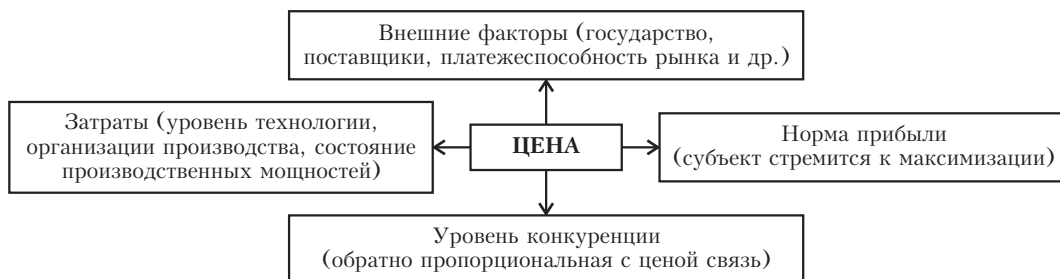 Внешние факторы (государство,
поставщики, платежеспособность рынка и др.)
Затраты (уровень технологии,
организации производства, состояние
производственных мощностей)
ЦЕНА
Норма прибыли
(субъект стремится к максимизации)
Уровень конкуренции
(обратно пропорциональная с ценой связь)